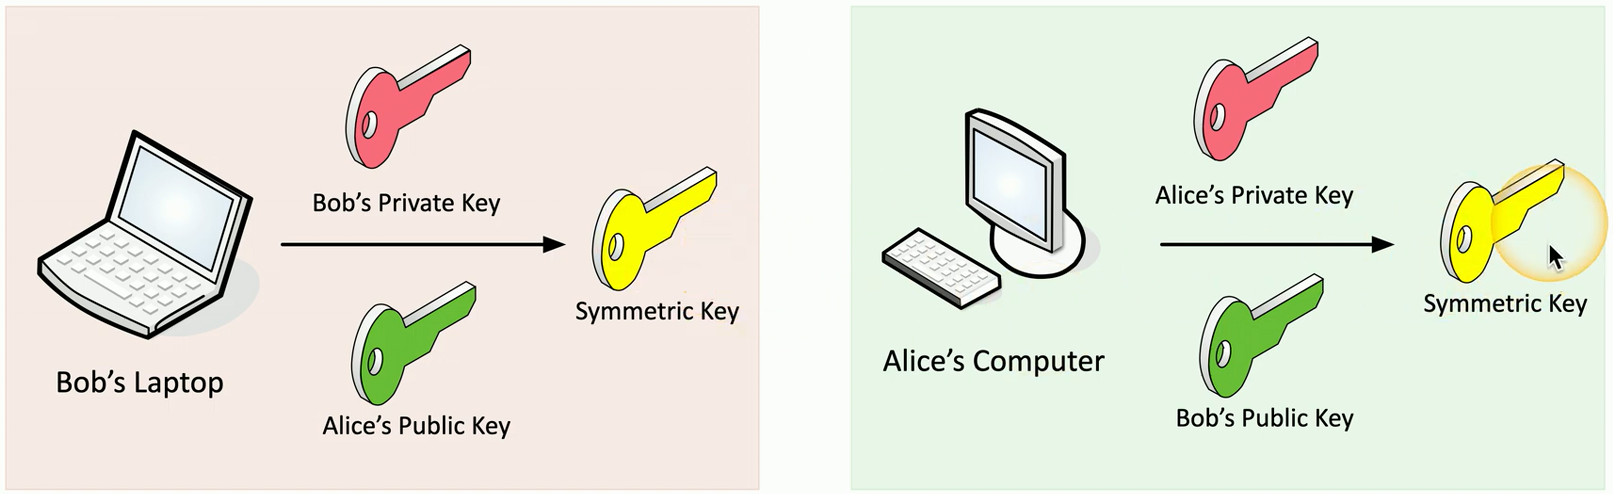 Bob's Private Key
Symmetric Key
Bob's Laptop
Alice's Public Key
Alice's Private Key
Symmetric Key
Alice's Computer
Bob's Public Key